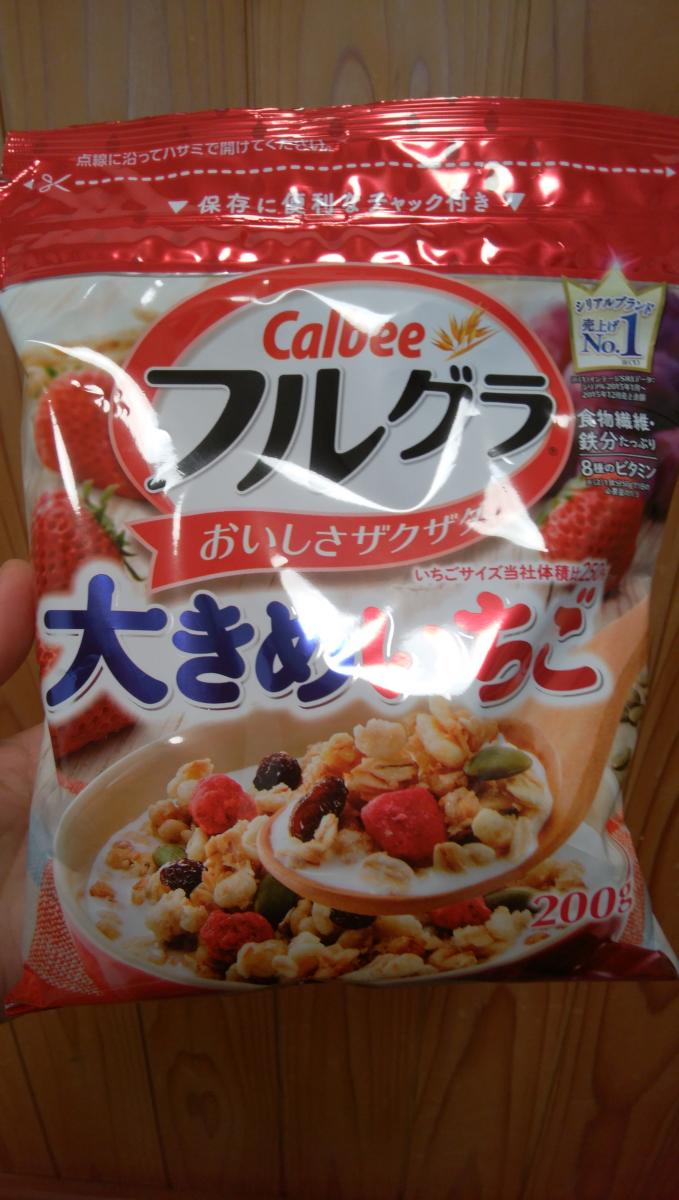 点線に沿ってハサミで開けてください。
▼ 保存に便利なチャック付き ▼
Calbee
フルグラ®
おいしさザクザク
シリアルブランド
売上げ
No.1
食物繊維・
鉄分たっぷり
8種のビタミン
いちごサイズ当社体積比
大きめいちご
200g